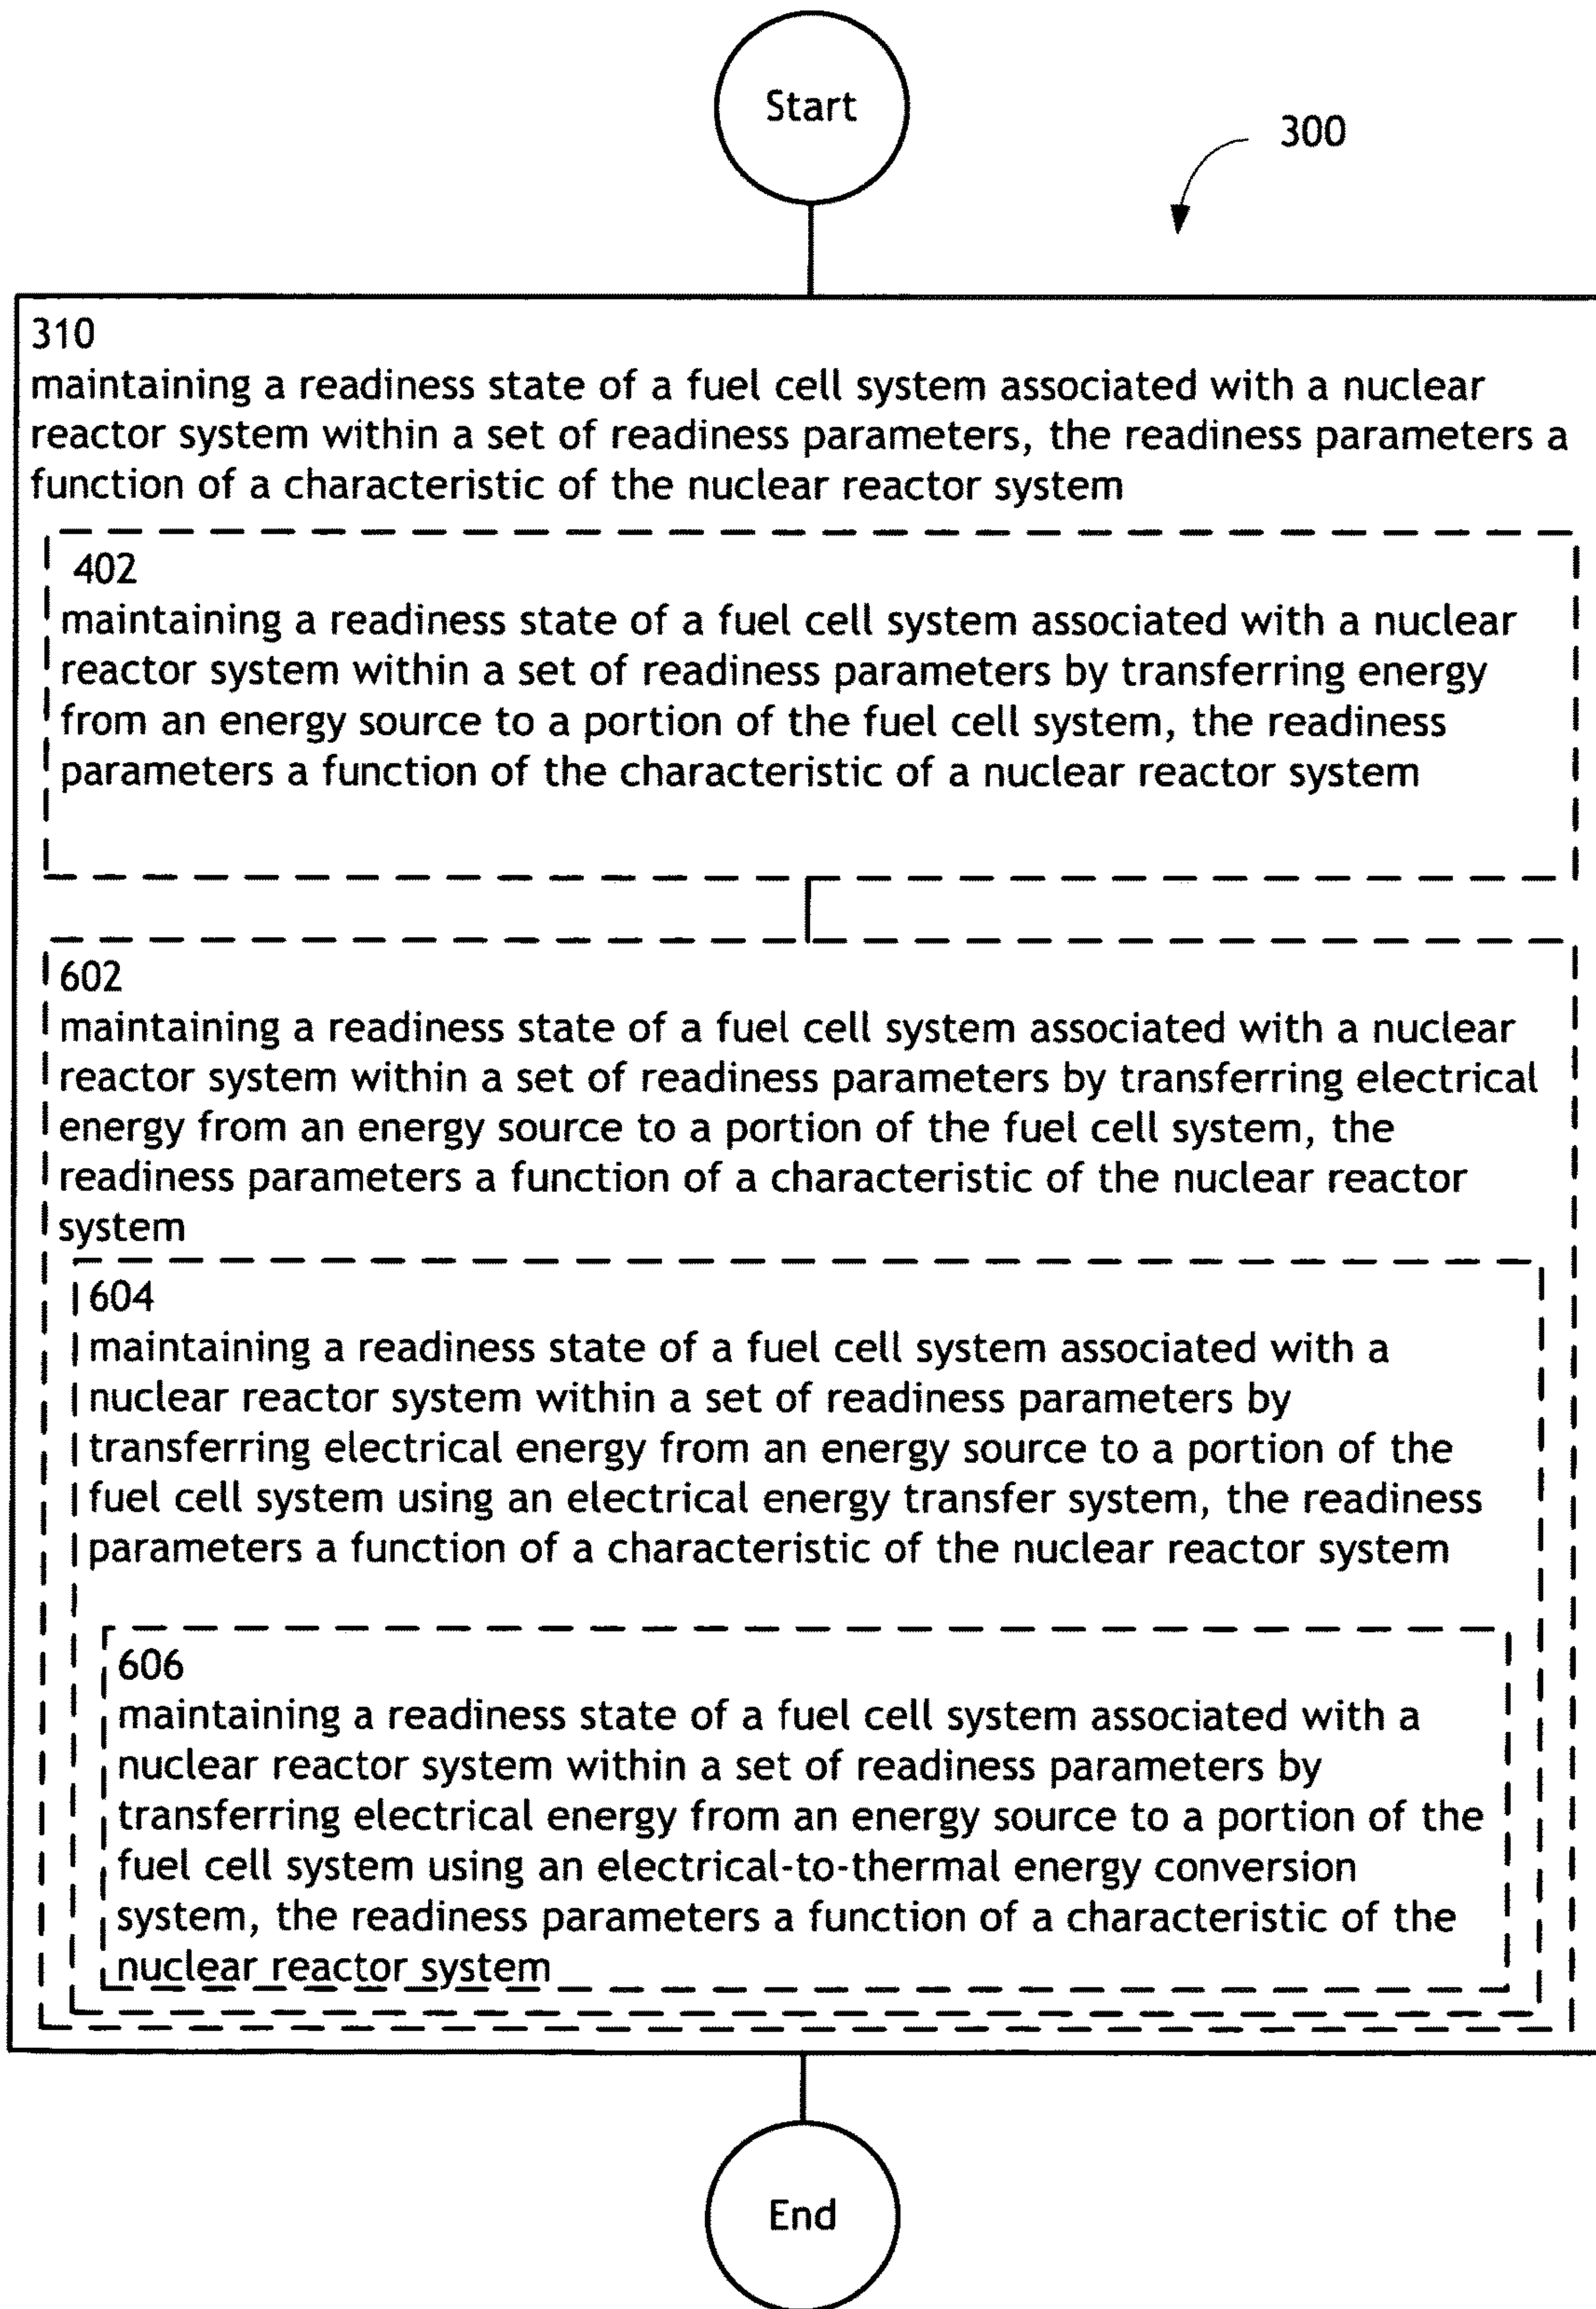 Start
300
310
maintaining a readiness state of a fuel cell system associated with a nuclear
reactor system within a set of readiness parameters, the readiness parameters a
function of a characteristic of the nuclear reactor system
402
maintaining a readiness state of a fuel cell system associated with a nuclear
reactor system within a set of readiness parameters by transferring energy
from an energy source to a portion of the fuel cell system, the readiness
parameters a function of the characteristic of a nuclear reactor system
602
maintaining a readiness state of a fuel cell system associated with a nuclear
reactor system within a set of readiness parameters by transferring electrical
energy from an energy source to a portion of the fuel cell system, the
readiness parameters a function of a characteristic of the nuclear reactor
system
604
maintaining a readiness state of a fuel cell system associated with a
nuclear reactor system within a set of readiness parameters by
transferring electrical energy from an energy source to a portion of the
fuel cell system using an electrical energy transfer system, the readiness
parameters a function of a characteristic of the nuclear reactor system
606
maintaining a readiness state of a fuel cell system associated with a
nuclear reactor system within a set of readiness parameters by
transferring electrical energy from an energy source to a portion of the
fuel cell system using an electrical-to-thermal energy conversion
system, the readiness parameters a function of a characteristic of the
nuclear reactor system
End